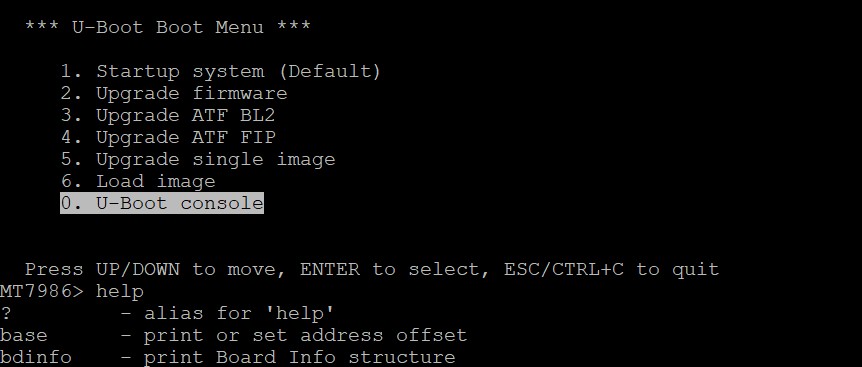 *** U-Boot Boot Menu ***
1. Startup system (Default)
2. Upgrade firmware
3. Upgrade ATF BL2
4. Upgrade ATF FIP
5. Upgrade single image
6. Load image
0. U-Boot console
Press UP/DOWN to move, ENTER to select, ESC/CTRL+C to quit
MT7986> help
? - alias for 'help'
base - print or set address offset
bdinfo - print Board Info structure